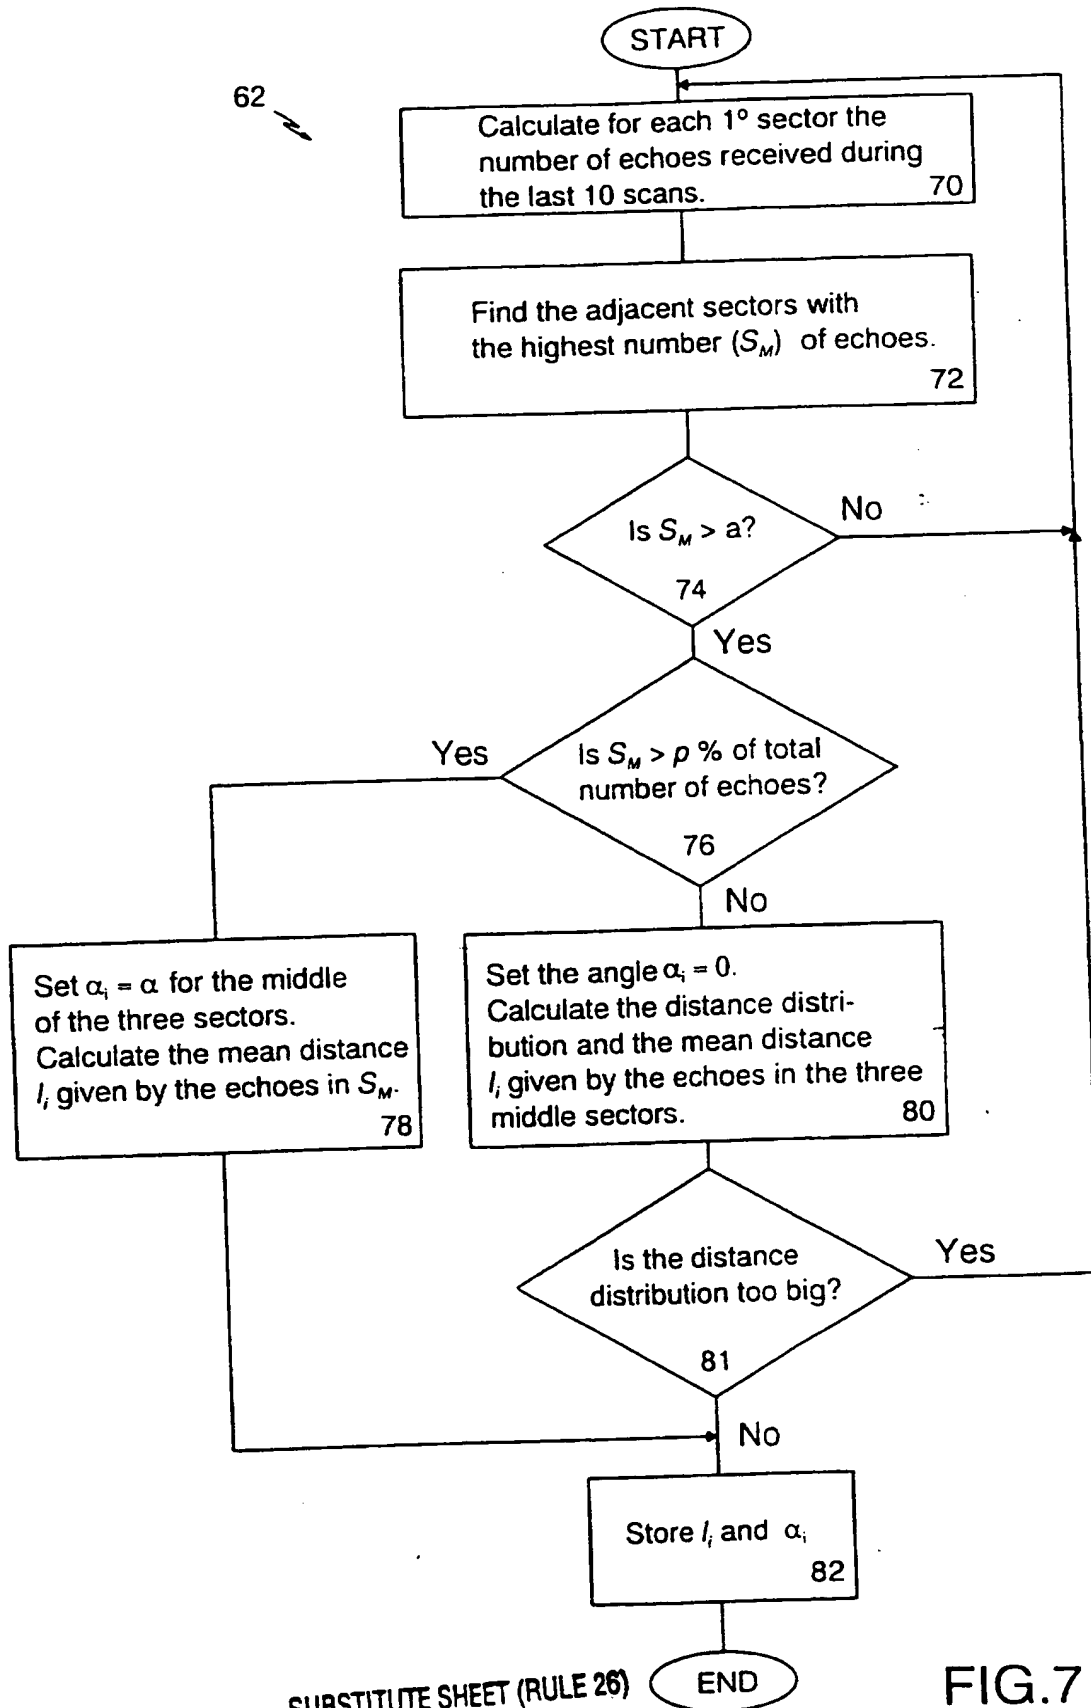 START
62
Calculate for each 1° sector the
number of echoes received during
the last 10 scans.
70
Find the adjacent sectors with
the highest number (S_M) of echoes.
72
Is S_M > a?
No
74
Yes
Yes
Is S_M > p % of total
number of echoes?
76
No
Set α_i = α for the middle
of the three sectors.
Calculate the mean distance
l_i given by the echoes in S_M.
78
Set the angle α_i = 0.
Calculate the distance distri-
bution and the mean distance
l_i given by the echoes in the three
middle sectors.
80
Is the distance
distribution too big?
Yes
81
No
Store l_i and α_i
82
END
SUBSTITUTE SHEET (RULE 26)
FIG.7